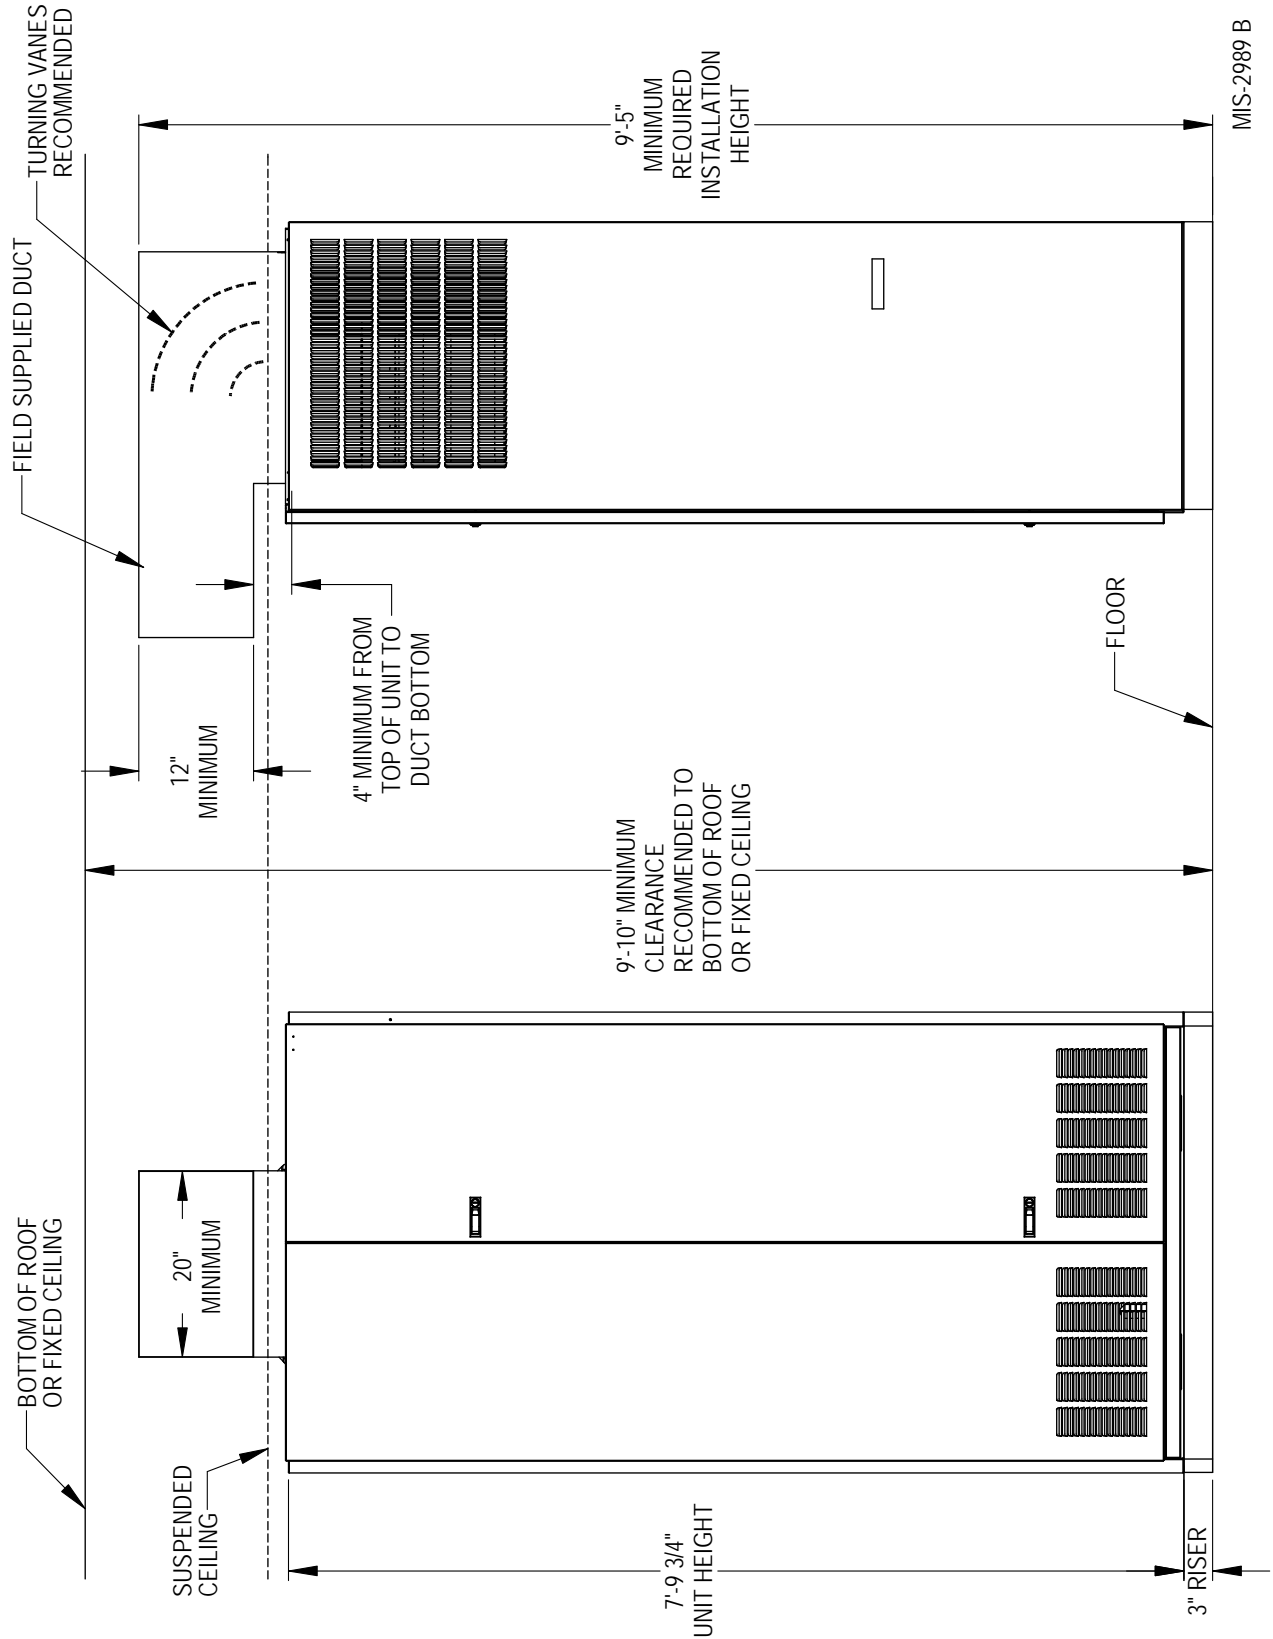 BOTTOM OF ROOF
OR FIXED CEILING
FIELD SUPPLIED DUCT
TURNING VANES
RECOMMENDED
SUSPENDED
CEILING
20"
MINIMUM
12"
MINIMUM
4" MINIMUM FROM
TOP OF UNIT TO
DUCT BOTTOM
9'-5"
MINIMUM
REQUIRED
INSTALLATION
HEIGHT
9'-10" MINIMUM
CLEARANCE
RECOMMENDED TO
BOTTOM OF ROOF
OR FIXED CEILING
7'-9 3/4"
UNIT HEIGHT
FLOOR
3" RISER
MIS-2989 B